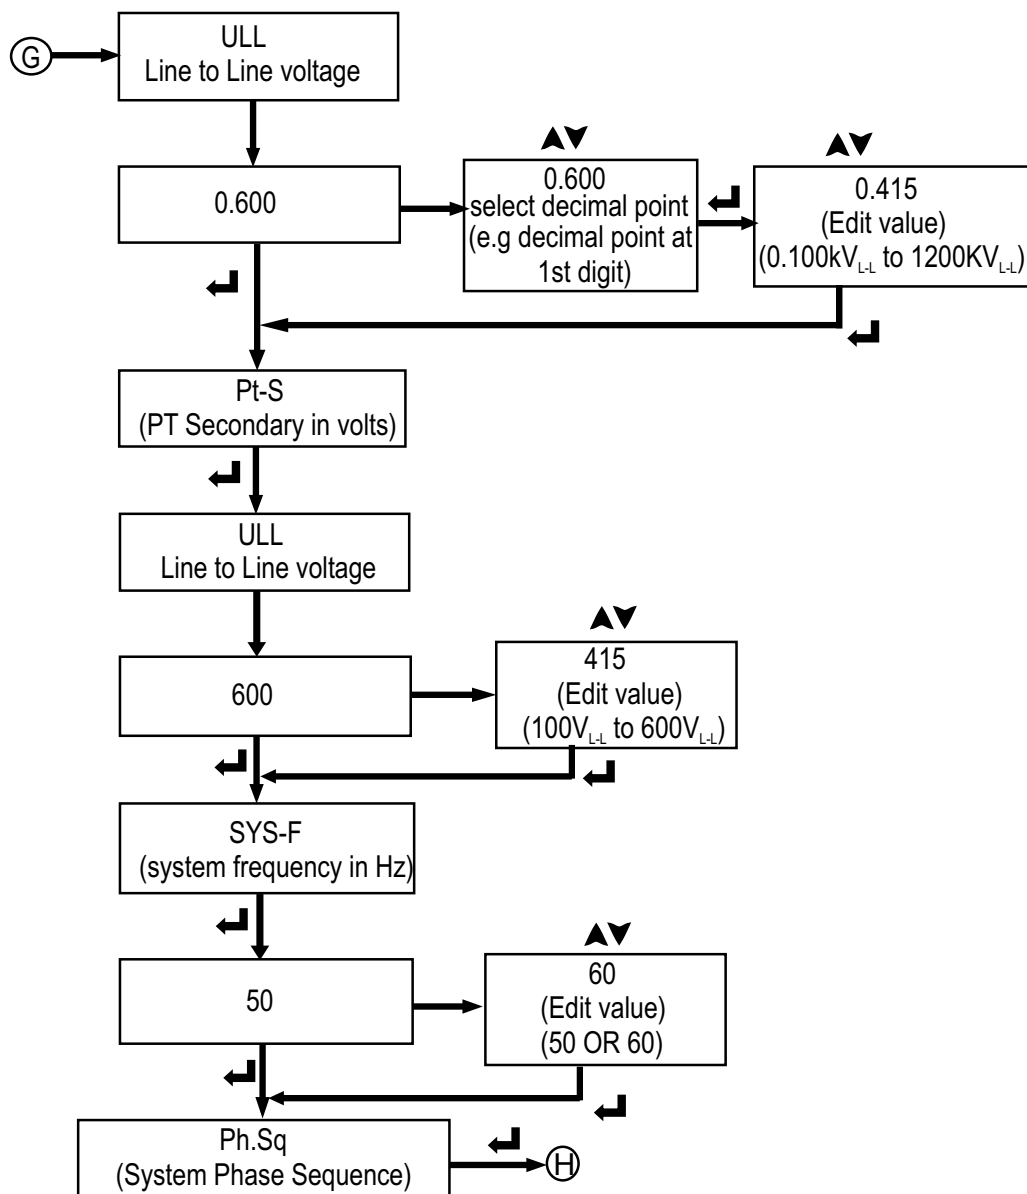 G
ULL
Line to Line voltage
0.600
0.600
select decimal point
(e.g decimal point at
1st digit)
0.415
(Edit value)
(0.100kVL-L to 1200KVL-L)
Pt-S
(PT Secondary in volts)
ULL
Line to Line voltage
600
415
(Edit value)
(100VL-L to 600VL-L)
SYS-F
(system frequency in Hz)
50
60
(Edit value)
(50 OR 60)
Ph.Sq
(System Phase Sequence)
H